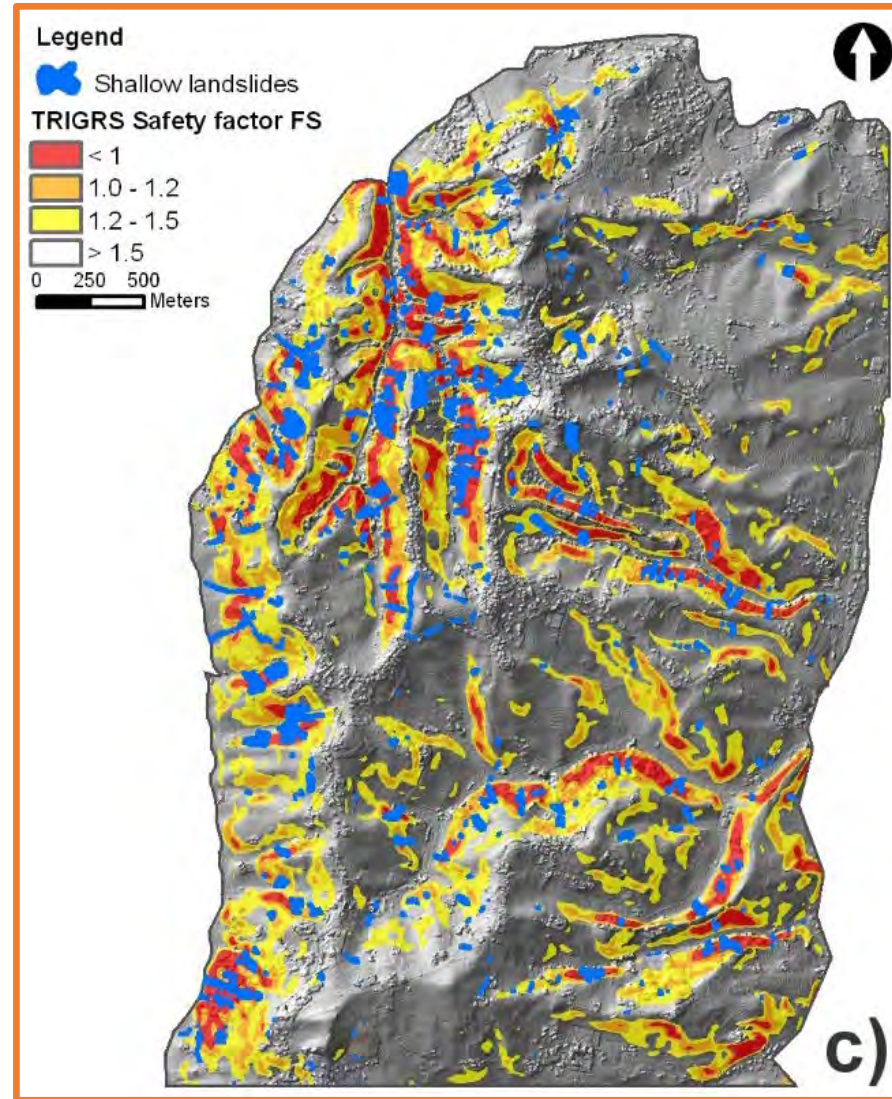 Legend
Shallow landslides
TRIGRS Safety factor FS
< 1
1.0 - 1.2
1.2 - 1.5
> 1.5
0 250 500
Meters
c)